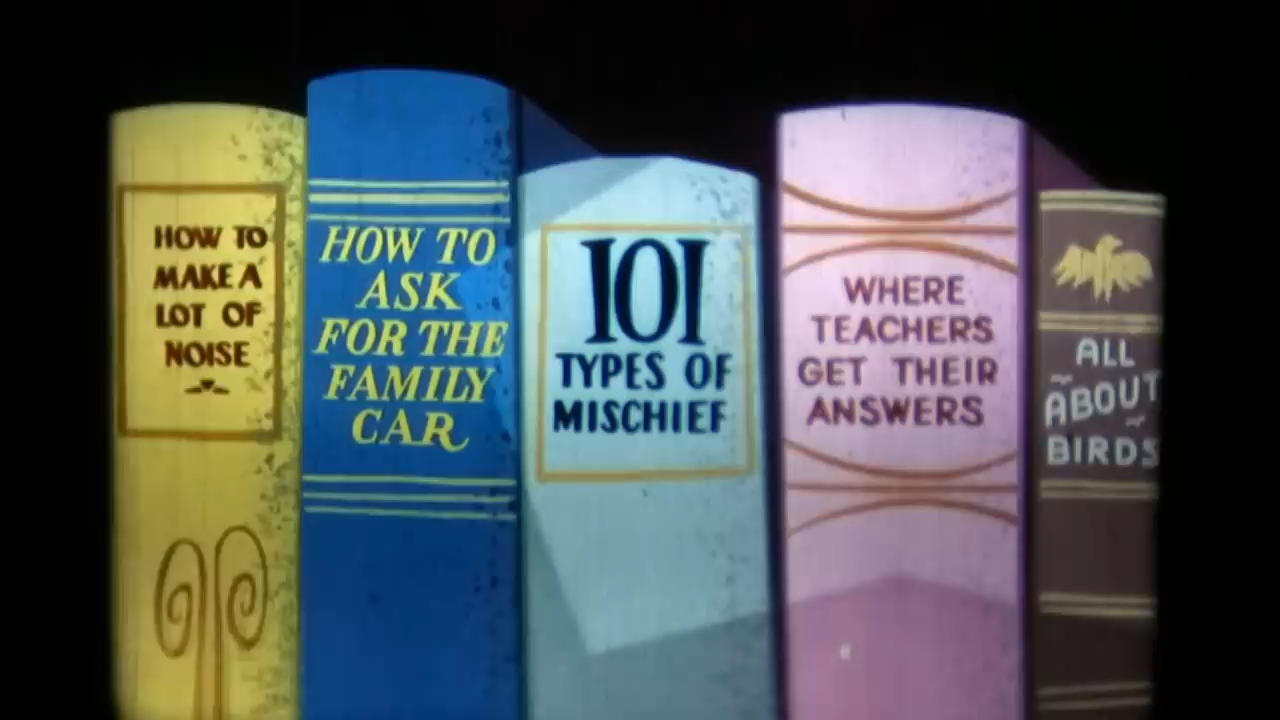 HOW TO
MAKE A
LOT OF
NOISE
HOW TO
ASK
FOR THE
FAMILY
CAR
101
TYPES OF
MISCHIEF
WHERE
TEACHERS
GET THEIR
ANSWERS
ALL
ABOUT
BIRDS